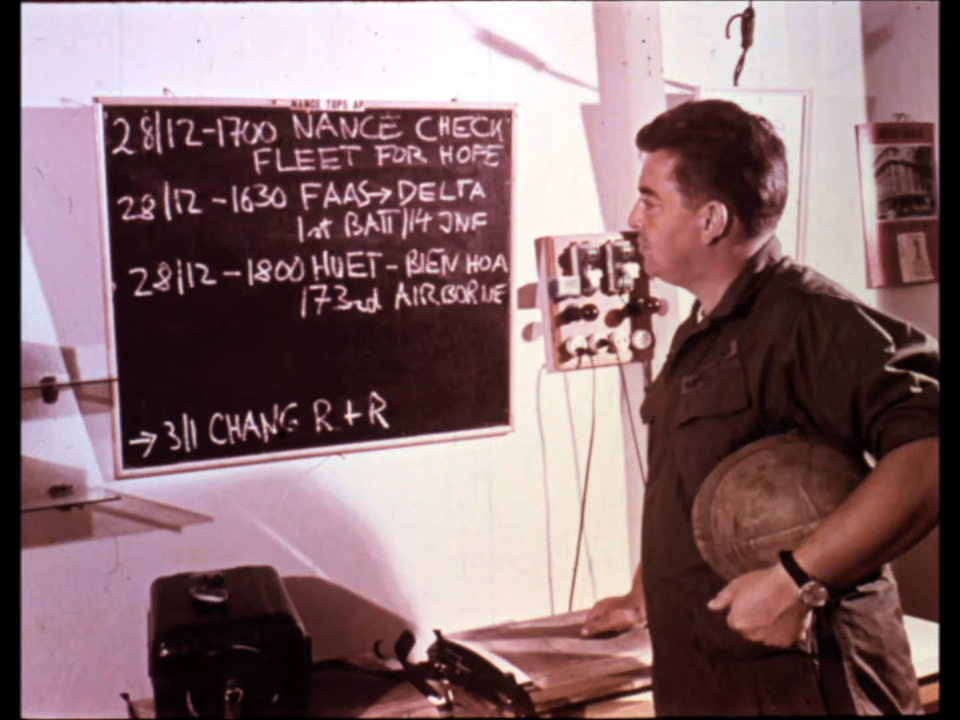 NANCE TOPS AP
28/12-1700 NANCE CHECK
FLEET FOR HOPE
28/12-1630 FAAS→DELTA
1st BATT/14 JNF
28/12-1800 HUET-BIEN HOA
173rd AIRBORNE
→3/1 CHANG R+R